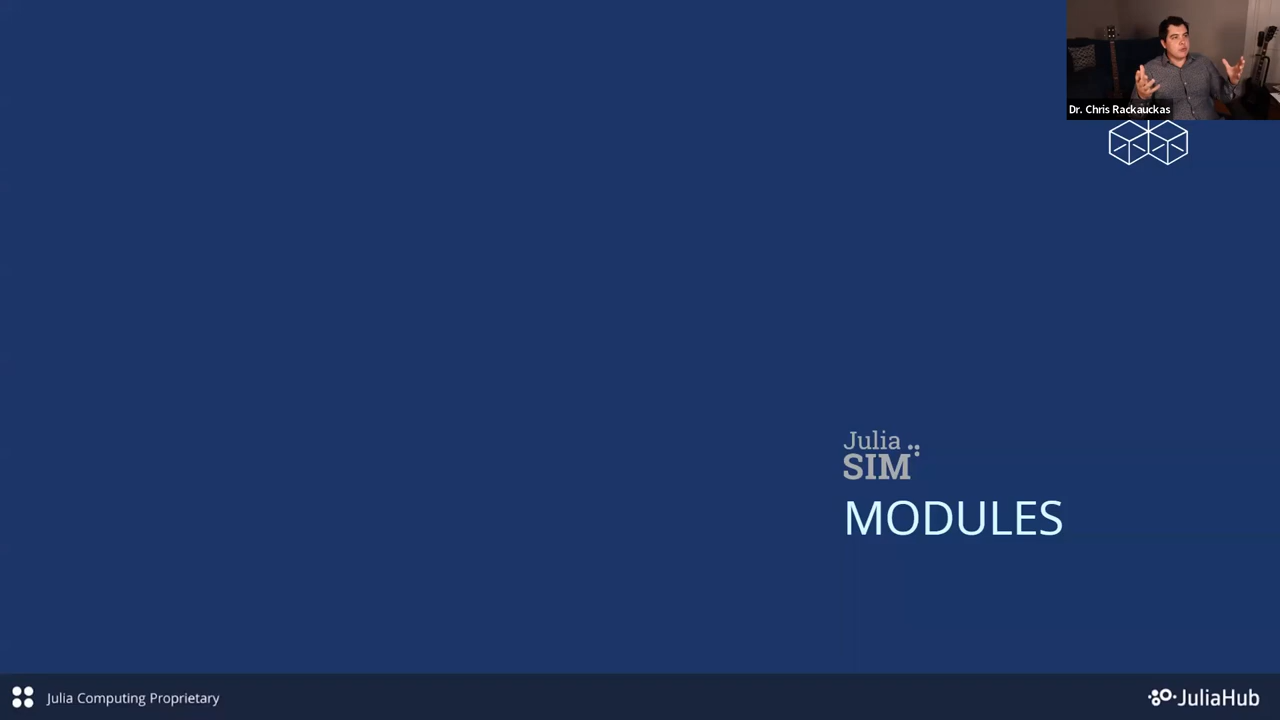 Dr. Chris Rackauckas
Julia
SIM
MODULES
Julia Computing Proprietary
JuliaHub